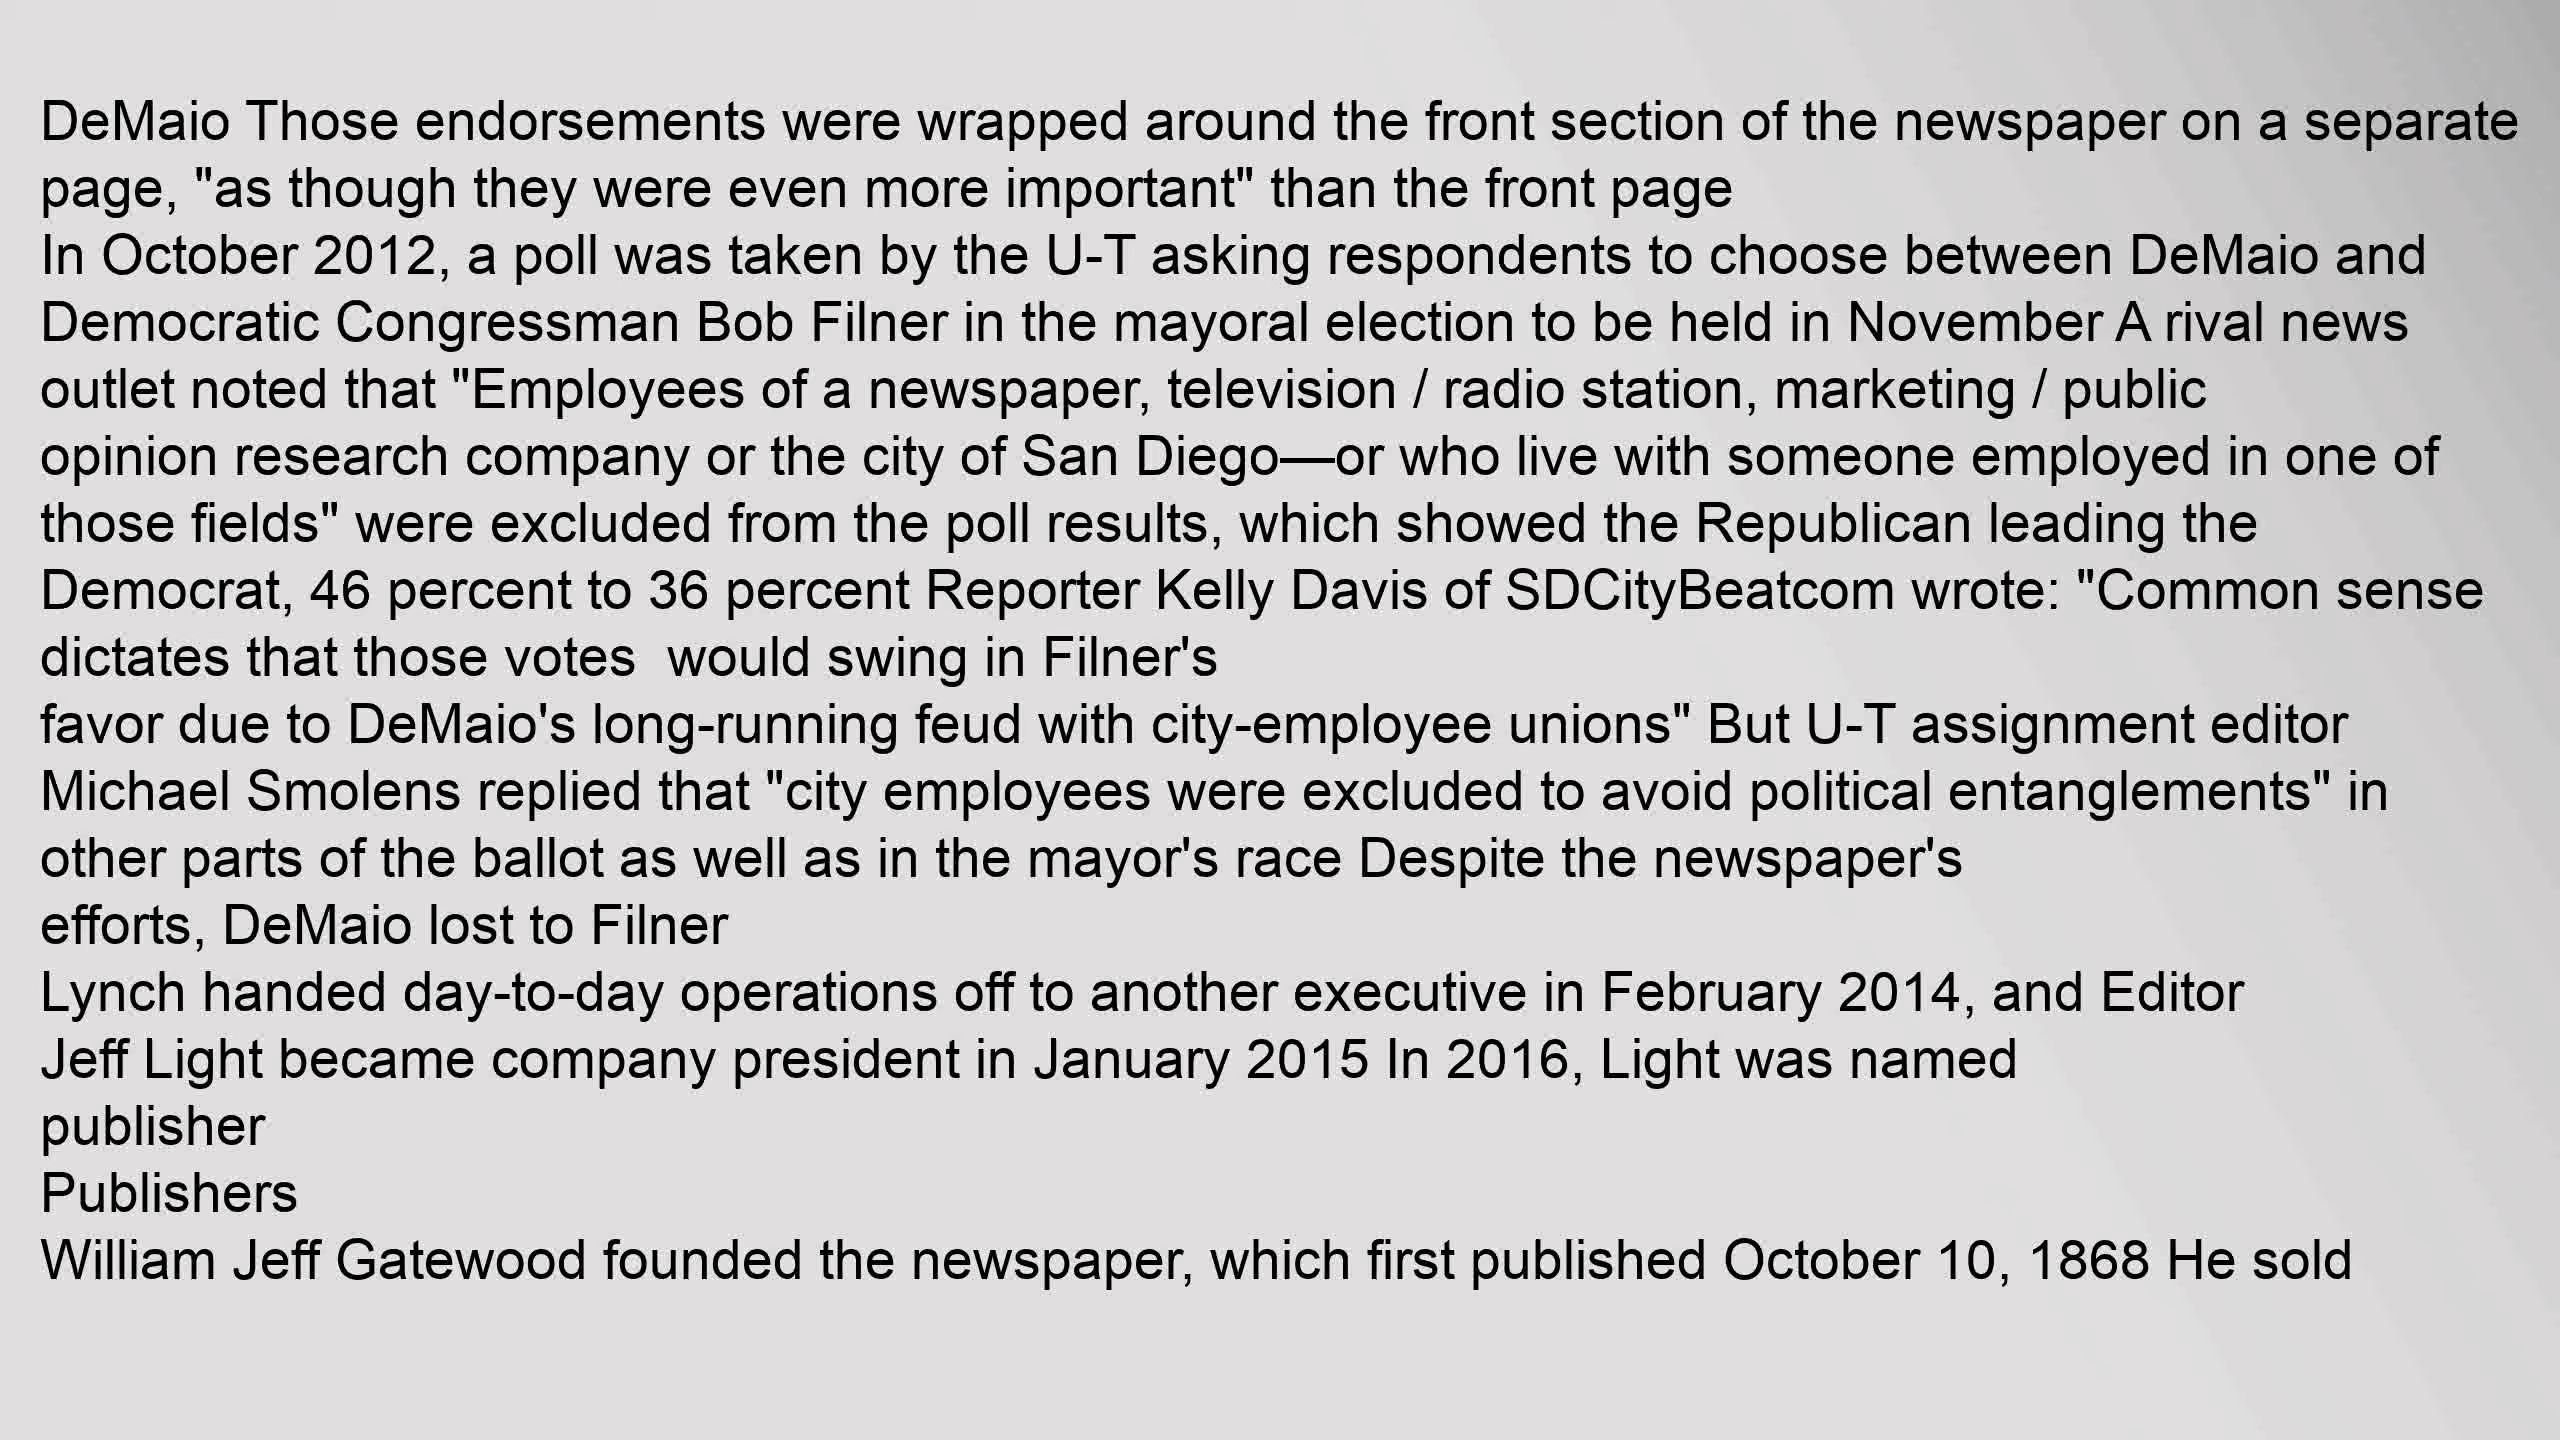 DeMaio Those endorsements were wrapped around the front section of the newspaper on a separate
page, "as though they were even more important" than the front page
In October 2012, a poll was taken by the U-T asking respondents to choose between DeMaio and
Democratic Congressman Bob Filner in the mayoral election to be held in November A rival news
outlet noted that "Employees of a newspaper, television / radio station, marketing / public
opinion research company or the city of San Diego—or who live with someone employed in one of
those fields" were excluded from the poll results, which showed the Republican leading the
Democrat, 46 percent to 36 percent Reporter Kelly Davis of SDCityBeatcom wrote: "Common sense
dictates that those votes  would swing in Filner's
favor due to DeMaio's long-running feud with city-employee unions" But U-T assignment editor
Michael Smolens replied that "city employees were excluded to avoid political entanglements" in
other parts of the ballot as well as in the mayor's race Despite the newspaper's
efforts, DeMaio lost to Filner
Lynch handed day-to-day operations off to another executive in February 2014, and Editor
Jeff Light became company president in January 2015 In 2016, Light was named
publisher
Publishers
William Jeff Gatewood founded the newspaper, which first published October 10, 1868 He sold